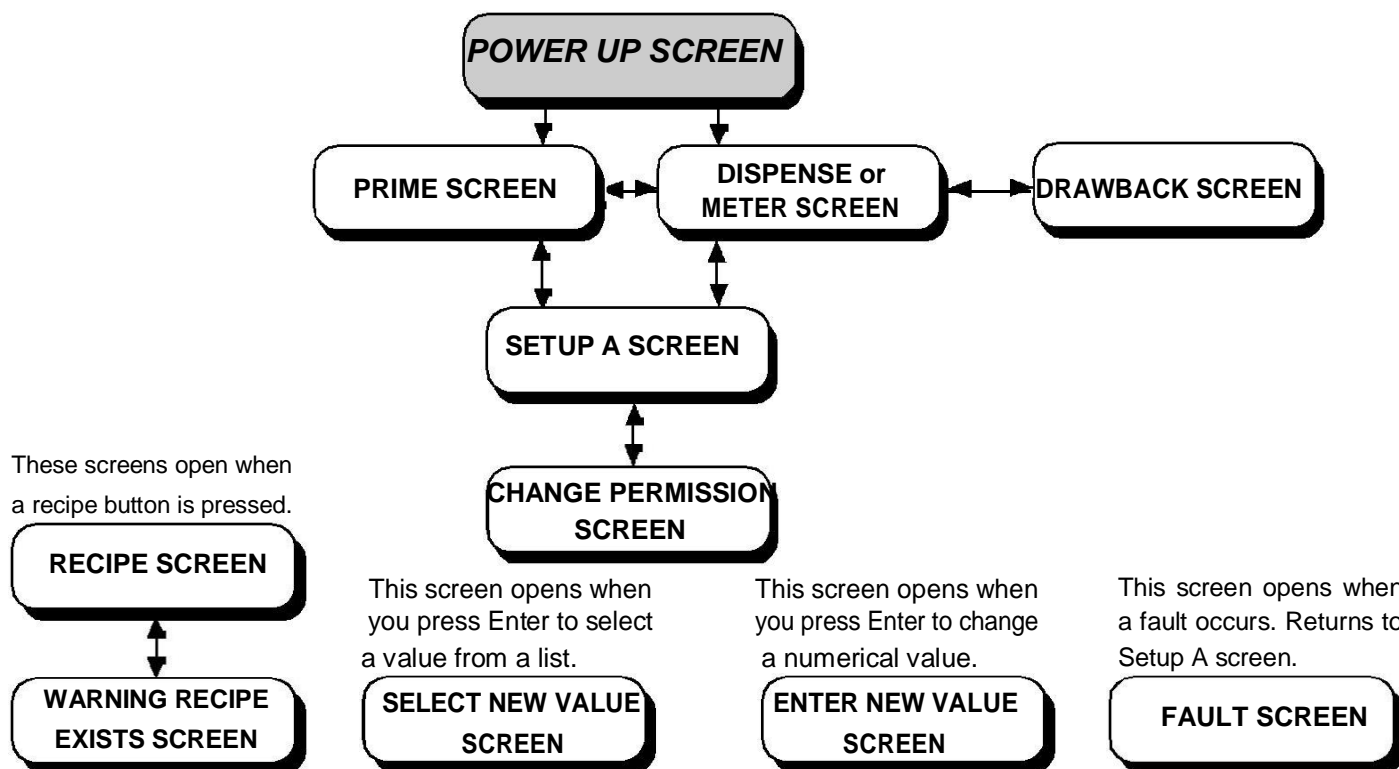 POWER UP SCREEN
PRIME SCREEN
DISPENSE or
METER SCREEN
DRAWBACK SCREEN
SETUP A SCREEN
CHANGE PERMISSION
SCREEN
These screens open when
a recipe button is pressed.
RECIPE SCREEN
WARNING RECIPE
EXISTS SCREEN
This screen opens when
you press Enter to select
a value from a list.
SELECT NEW VALUE
SCREEN
This screen opens when
you press Enter to change
a numerical value.
ENTER NEW VALUE
SCREEN
This screen opens when
a fault occurs. Returns to
Setup A screen.
FAULT SCREEN